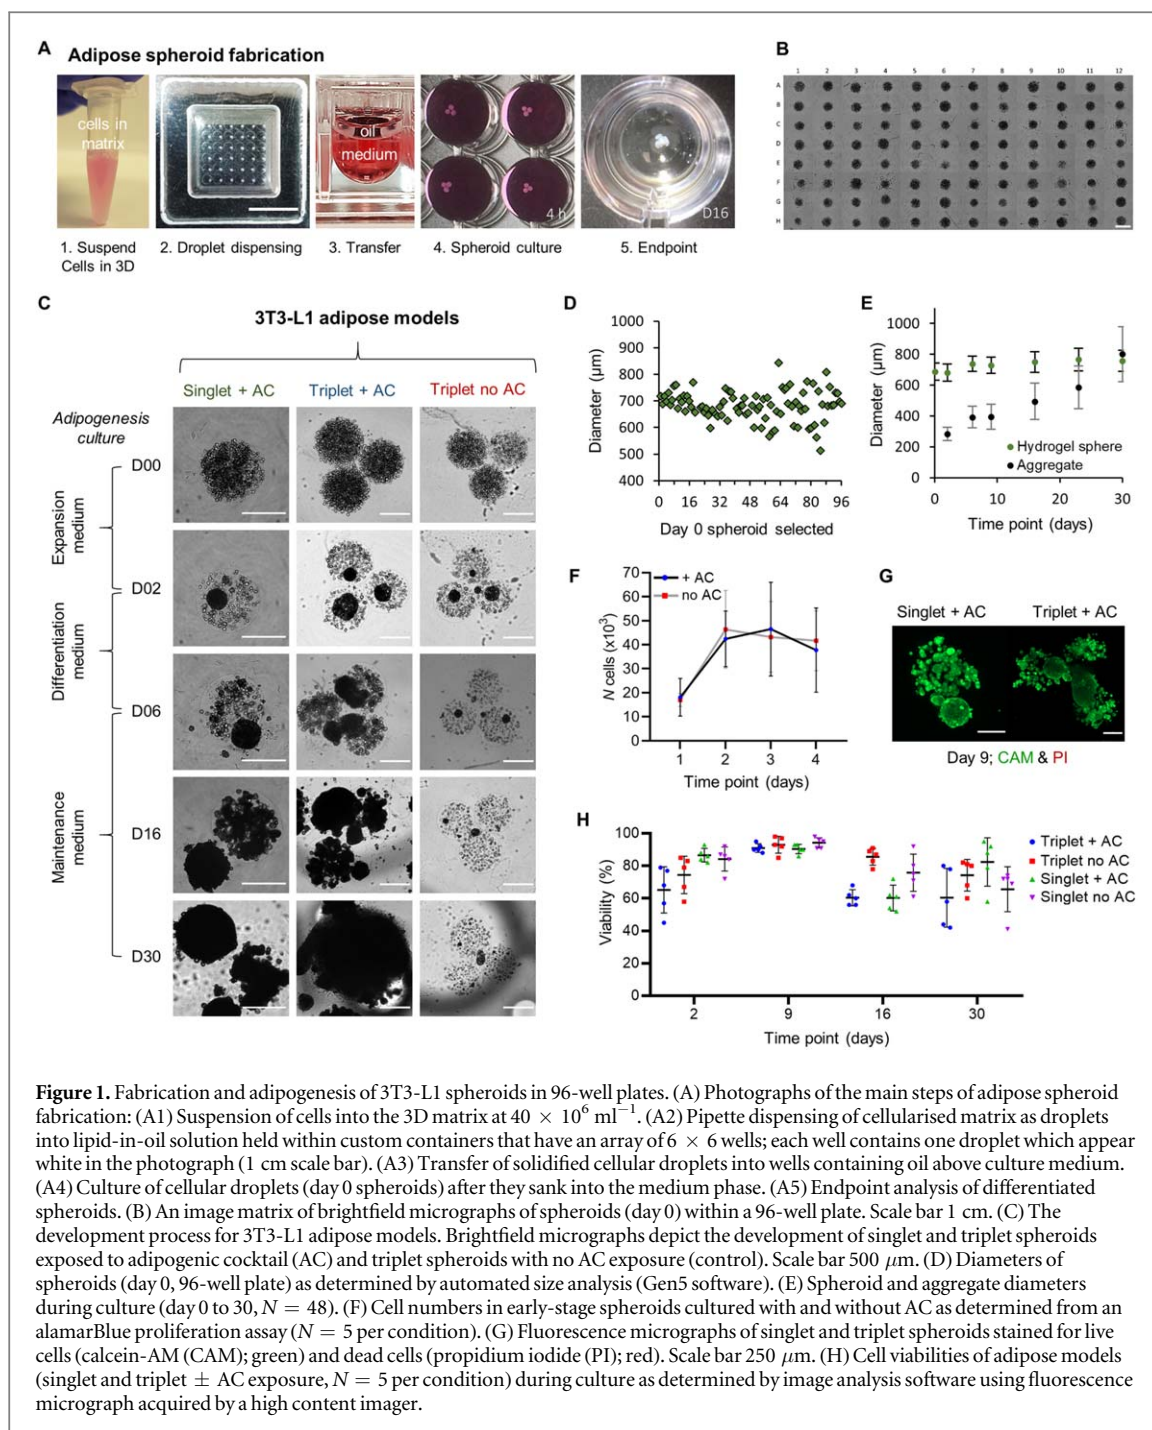 A Adipose spheroid fabrication
cells in
matrix
oil
medium
4 h
D16
1. Suspend
Cells in 3D
2. Droplet dispensing
3. Transfer
4. Spheroid culture
5. Endpoint
B
1 2 3 4 5 6 7 8 9 10 11 12
A
B
C
D
E
F
G
H
C
3T3-L1 adipose models
Singlet + AC
Triplet + AC
Triplet no AC
Adipogenesis
culture
D00
Expansion
medium
D02
Differentiation
medium
D06
Maintenance
medium
D16
D30
D
1000
900
800
700
600
500
400
Diameter (µm)
0 16 32 48 64 80 96
Day 0 spheroid selected
E
1000
800
600
400
200
0
Diameter (µm)
Hydrogel sphere
Aggregate
0 10 20 30
Time point (days)
F
70
60
50
40
30
20
10
0
N cells (x10³)
+ AC
no AC
1 2 3 4
Time point (days)
G
Singlet + AC
Triplet + AC
Day 9; CAM & PI
H
100
80
60
40
20
0
Viability (%)
Triplet + AC
Triplet no AC
Singlet + AC
Singlet no AC
2 9 16 30
Time point (days)
Figure 1. Fabrication and adipogenesis of 3T3-L1 spheroids in 96-well plates. (A) Photographs of the main steps of adipose spheroid
fabrication: (A1) Suspension of cells into the 3D matrix at 40 × 10⁶ ml⁻¹. (A2) Pipette dispensing of cellularised matrix as droplets
into lipid-in-oil solution held within custom containers that have an array of 6 × 6 wells; each well contains one droplet which appear
white in the photograph (1 cm scale bar). (A3) Transfer of solidified cellular droplets into wells containing oil above culture medium.
(A4) Culture of cellular droplets (day 0 spheroids) after they sank into the medium phase. (A5) Endpoint analysis of differentiated
spheroids. (B) An image matrix of brightfield micrographs of spheroids (day 0) within a 96-well plate. Scale bar 1 cm. (C) The
development process for 3T3-L1 adipose models. Brightfield micrographs depict the development of singlet and triplet spheroids
exposed to adipogenic cocktail (AC) and triplet spheroids with no AC exposure (control). Scale bar 500 µm. (D) Diameters of
spheroids (day 0, 96-well plate) as determined by automated size analysis (Gen5 software). (E) Spheroid and aggregate diameters
during culture (day 0 to 30, N = 48). (F) Cell numbers in early-stage spheroids cultured with and without AC as determined from an
alamarBlue proliferation assay (N = 5 per condition). (G) Fluorescence micrographs of singlet and triplet spheroids stained for live
cells (calcein-AM (CAM); green) and dead cells (propidium iodide (PI); red). Scale bar 250 µm. (H) Cell viabilities of adipose models
(singlet and triplet ± AC exposure, N = 5 per condition) during culture as determined by image analysis software using fluorescence
micrograph acquired by a high content imager.